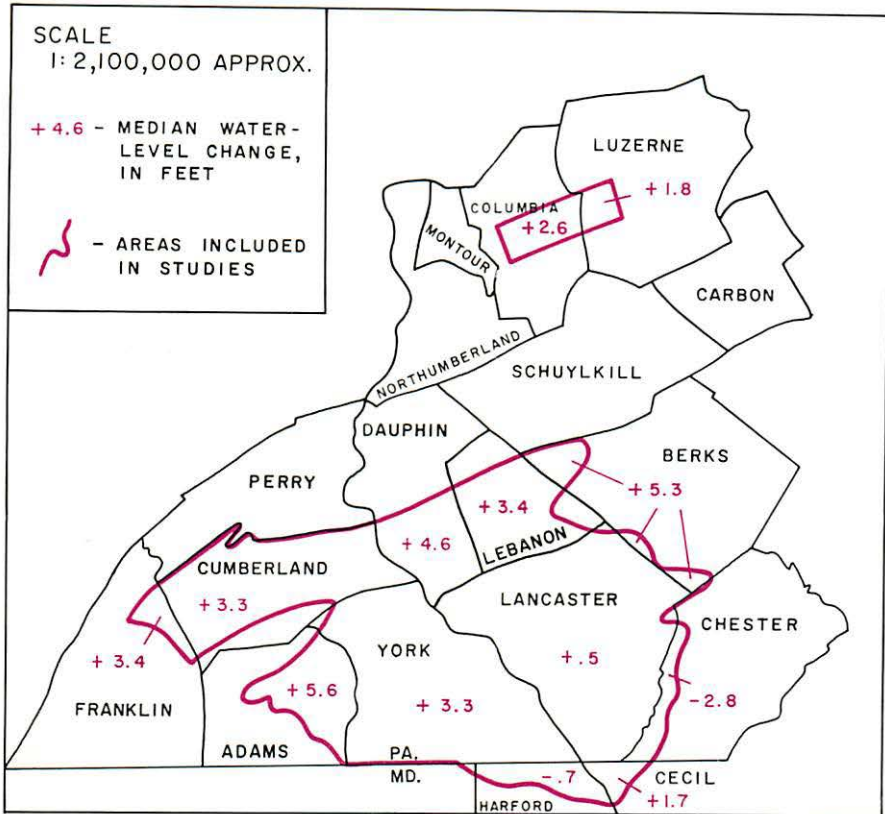 SCALE
1: 2,100,000 APPROX.
+ 4.6 - MEDIAN WATER-
LEVEL CHANGE,
IN FEET
- AREAS INCLUDED
IN STUDIES
LUZERNE
+ 1.8
COLUMBIA
+2.6
MONTOUR
CARBON
NORTHUMBERLAND
SCHUYLKILL
DAUPHIN
BERKS
PERRY
+ 5.3
+ 3.4
+ 4.6
LEBANON
CUMBERLAND
+ 3.3
LANCASTER
CHESTER
YORK
+ .5
+ 3.4
+ 5.6
+ 3.3
-2.8
FRANKLIN
ADAMS
PA.
MD.
-.7
CECIL
HARFORD
+1.7